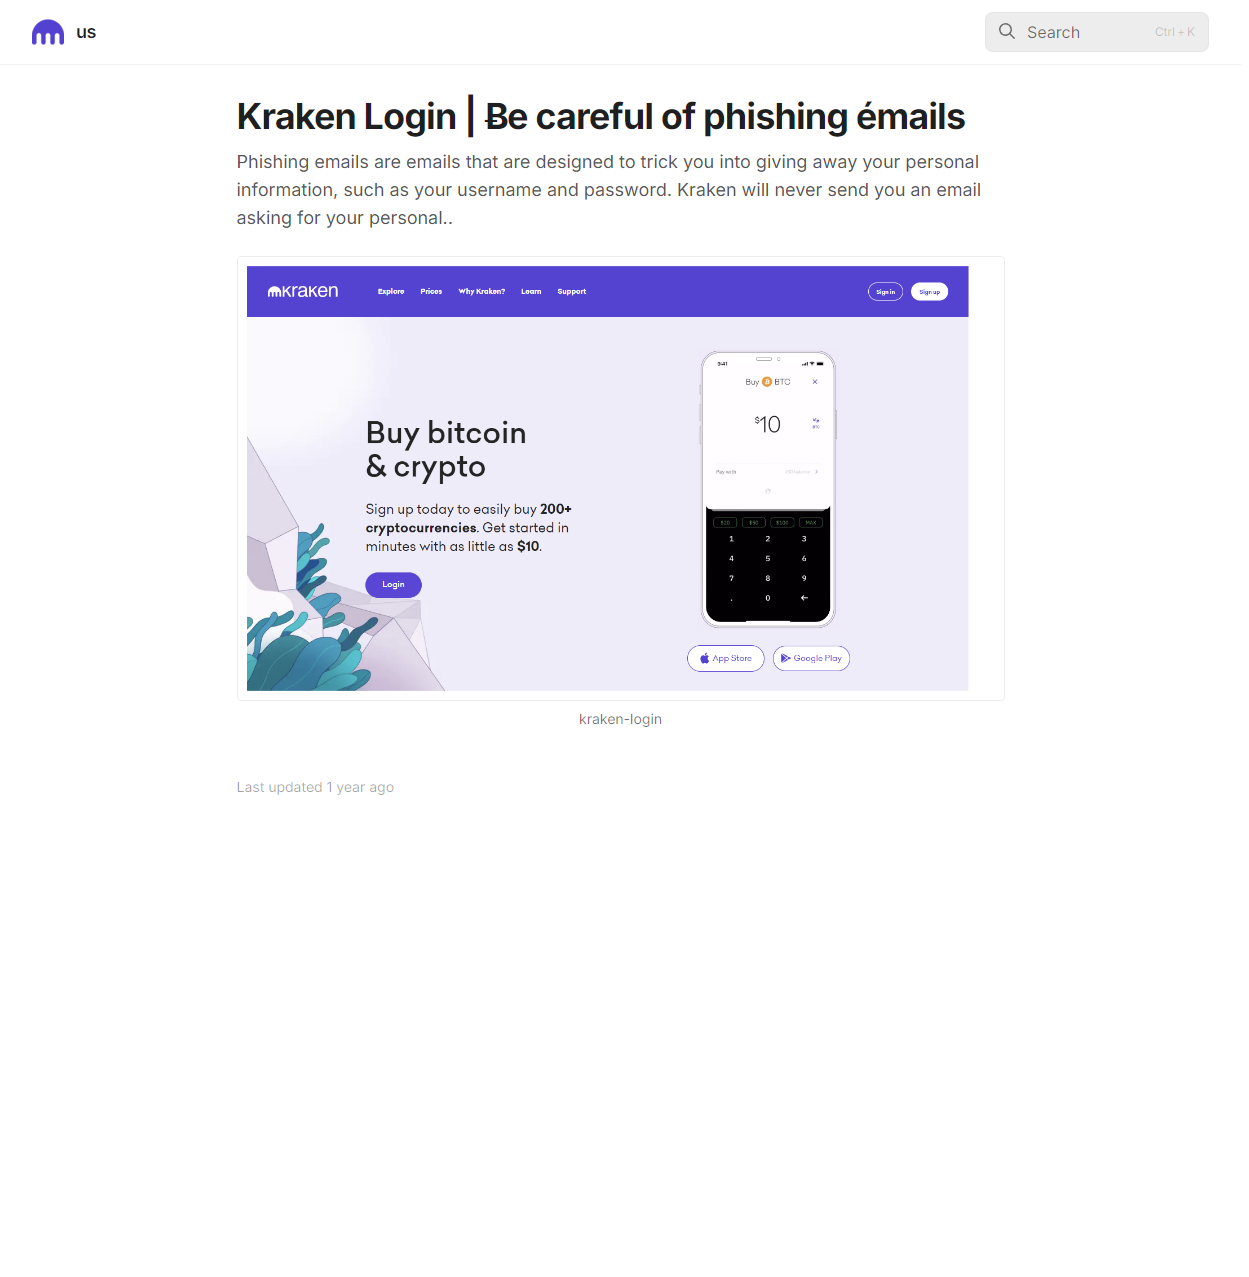 us
Search
Ctrl + K
Kraken Login | Ƀe careful of phishing émails
Phishing emails are emails that are designed to trick you into giving away your personal
information, such as your username and password. Kraken will never send you an email
asking for your personal..
kraken
Explore
Prices
Why Kraken?
Learn
Support
Sign in
Sign up
9:41
Buy BTC
$10
Pay with
Buy bitcoin
& crypto
Sign up today to easily buy 200+
cryptocurrencies. Get started in
minutes with as little as $10.
Login
$20
$50
$100
MAX
1 2 3
4 5 6
7 8 9
. 0
App Store
Google Play
kraken-login
Last updated 1 year ago